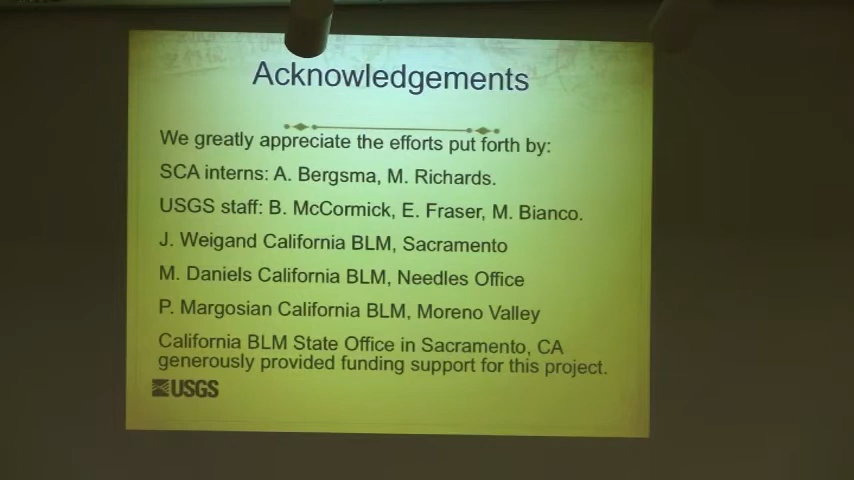 Acknowledgements
We greatly appreciate the efforts put forth by:
SCA interns: A. Bergsma, M. Richards.
USGS staff: B. McCormick, E. Fraser, M. Bianco.
J. Weigand California BLM, Sacramento
M. Daniels California BLM, Needles Office
P. Margosian California BLM, Moreno Valley
California BLM State Office in Sacramento, CA
generously provided funding support for this project.
USGS